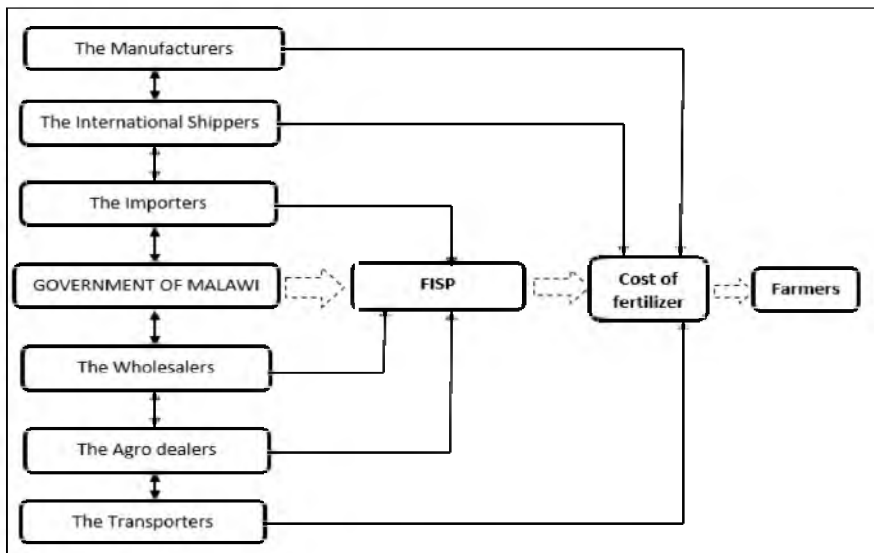 The Manufacturers
The International Shippers
The Importers
GOVERNMENT OF MALAWI
FISP
Cost of
fertilizer
Farmers
The Wholesalers
The Agro dealers
The Transporters